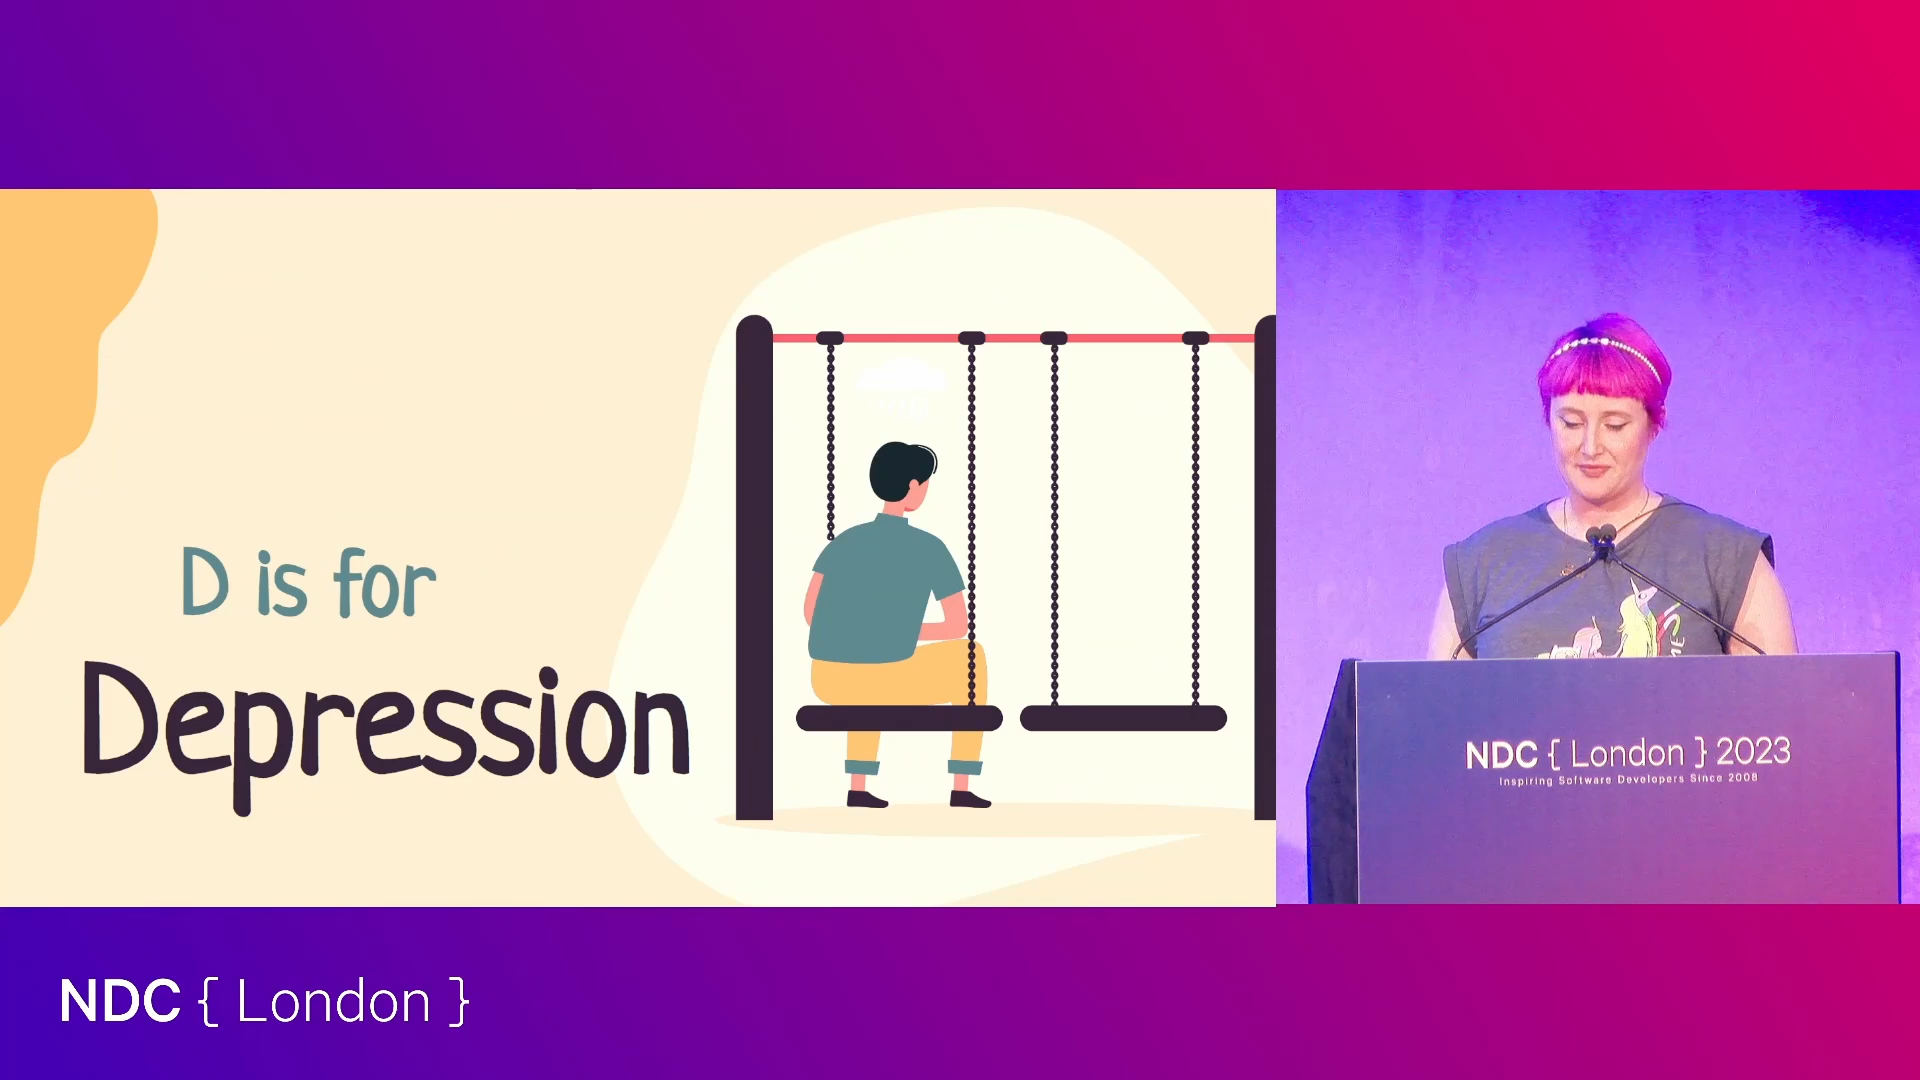 D is for
Depression
NDC { London } 2023
Inspiring Software Developers Since 2008
NDC { London }